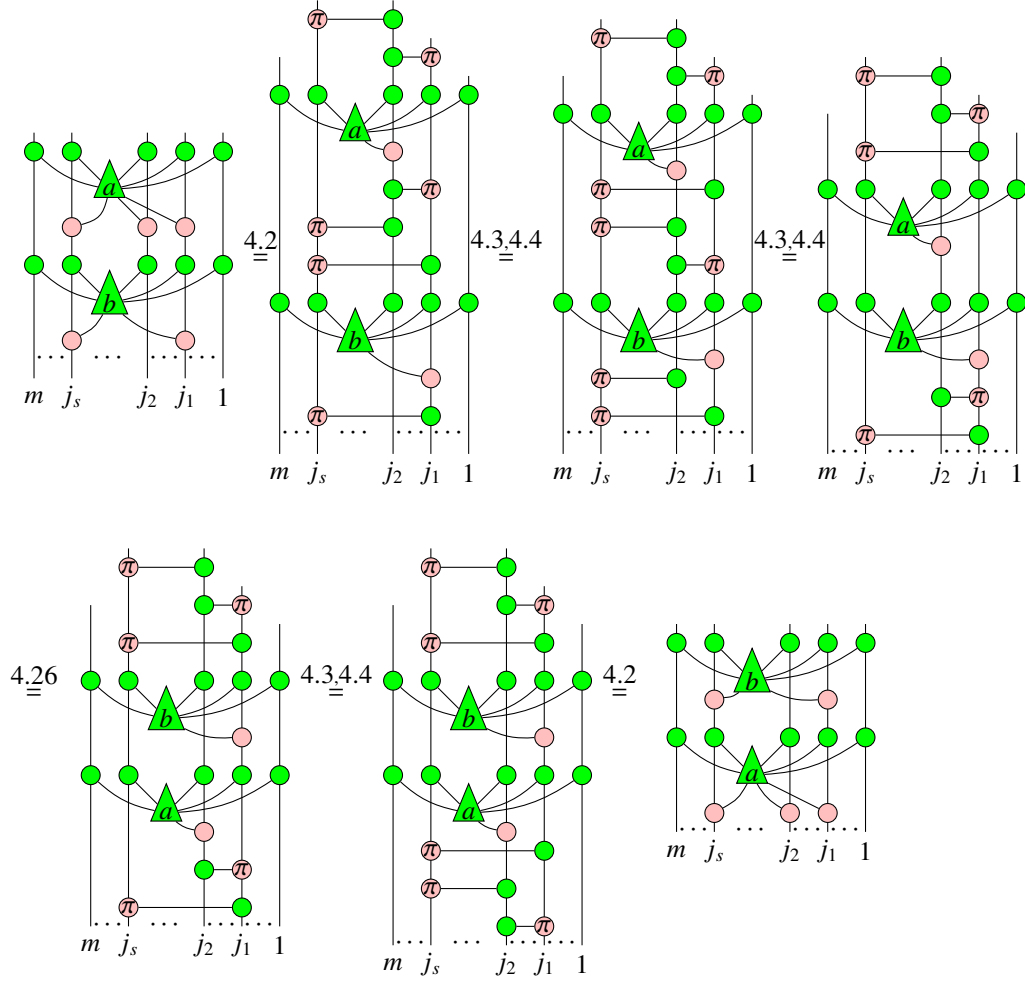 π
π
π
a
a
a
a
π
π
π
π
4.2
=
4.3,4.4
=
4.3,4.4
=
π
π
π
b
b
b
b
π
π
π
π
π
m j_s j_2 j_1 1
m j_s j_2 j_1 1
m j_s j_2 j_1 1
m j_s j_2 j_1 1
π
π
π
π
π
π
4.26
=
4.3,4.4
=
4.2
=
b
b
b
a
a
a
π
π
π
π
π
m j_s j_2 j_1 1
m j_s j_2 j_1 1
m j_s j_2 j_1 1